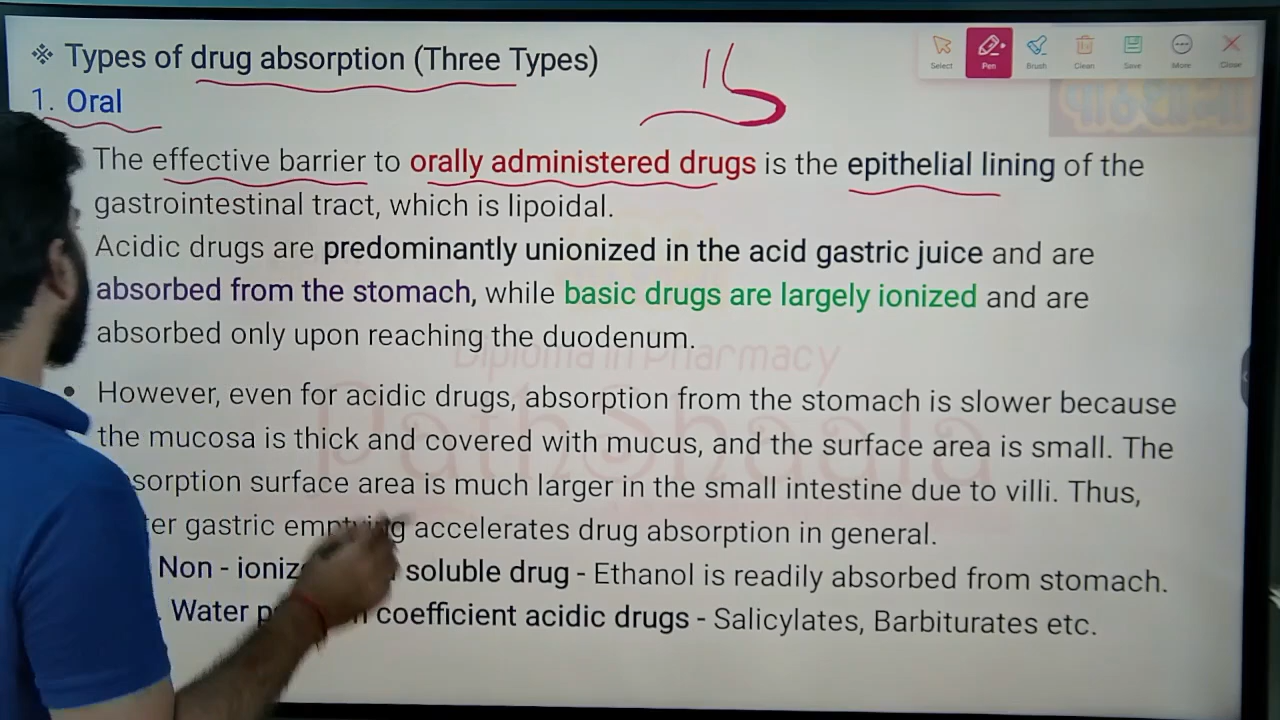 ❖ Types of drug absorption (Three Types)
1. Oral
The effective barrier to orally administered drugs is the epithelial lining of the
gastrointestinal tract, which is lipoidal.
Acidic drugs are predominantly unionized in the acid gastric juice and are
absorbed from the stomach, while basic drugs are largely ionized and are
absorbed only upon reaching the duodenum.
• However, even for acidic drugs, absorption from the stomach is slower because
the mucosa is thick and covered with mucus, and the surface area is small. The
sorption surface area is much larger in the small intestine due to villi. Thus,
er gastric emptying accelerates drug absorption in general.
Non - ioniz soluble drug - Ethanol is readily absorbed from stomach.
Water p coefficient acidic drugs - Salicylates, Barbiturates etc.
Select Pen Brush Clean Save More Close
Diploma in Pharmacy
PathShaala